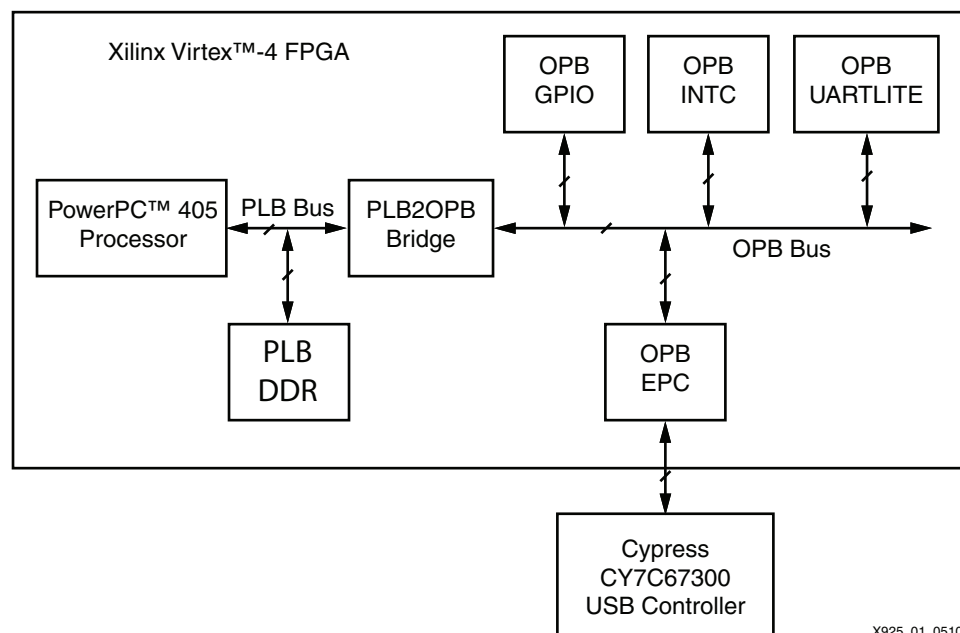 Xilinx Virtex™-4 FPGA
OPB
GPIO
OPB
INTC
OPB
UARTLITE
PowerPC™ 405
Processor
PLB Bus
PLB2OPB
Bridge
OPB Bus
PLB
DDR
OPB
EPC
Cypress
CY7C67300
USB Controller
X925_01_0510